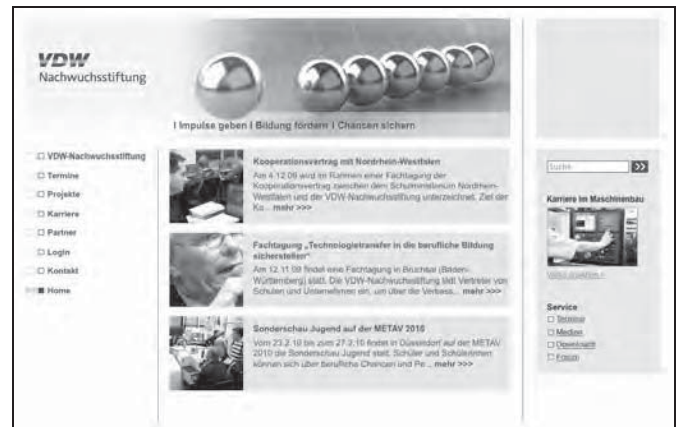 VDW
Nachwuchsstiftung
I Impulse geben I Bildung fördern I Chancen sichern
VDW-Nachwuchsstiftung
Termine
Projekte
Karriere
Partner
Login
Kontakt
Home
Kooperationsvertrag mit Nordrhein-Westfalen
Am 4.12.09 wird im Rahmen einer Fachtagung der
Kooperationsvertrag zwischen dem Schulministerium Nordrhein-
Westfalen und der VDW-Nachwuchsstiftung unterzeichnet. Ziel der
Ko... mehr >>>
Fachtagung „Technologietransfer in die berufliche Bildung
sicherstellen“
Am 12.11.09 findet eine Fachtagung in Bruchsal (Baden-
Württemberg) statt. Die VDW-Nachwuchsstiftung lädt Vertreter von
Schulen und Unternehmen ein, um über die Verbess... mehr >>>
Sonderschau Jugend auf der METAV 2010
Vom 23.2.10 bis zum 27.2.10 findet in Düsseldorf auf der METAV
2010 die Sonderschau Jugend statt. Schüler und Schülerinnen
können sich über berufliche Chancen und Pe... mehr >>>
Suche >>
Karriere im Maschinenbau
Service
Termine
Medien
Download
Forum